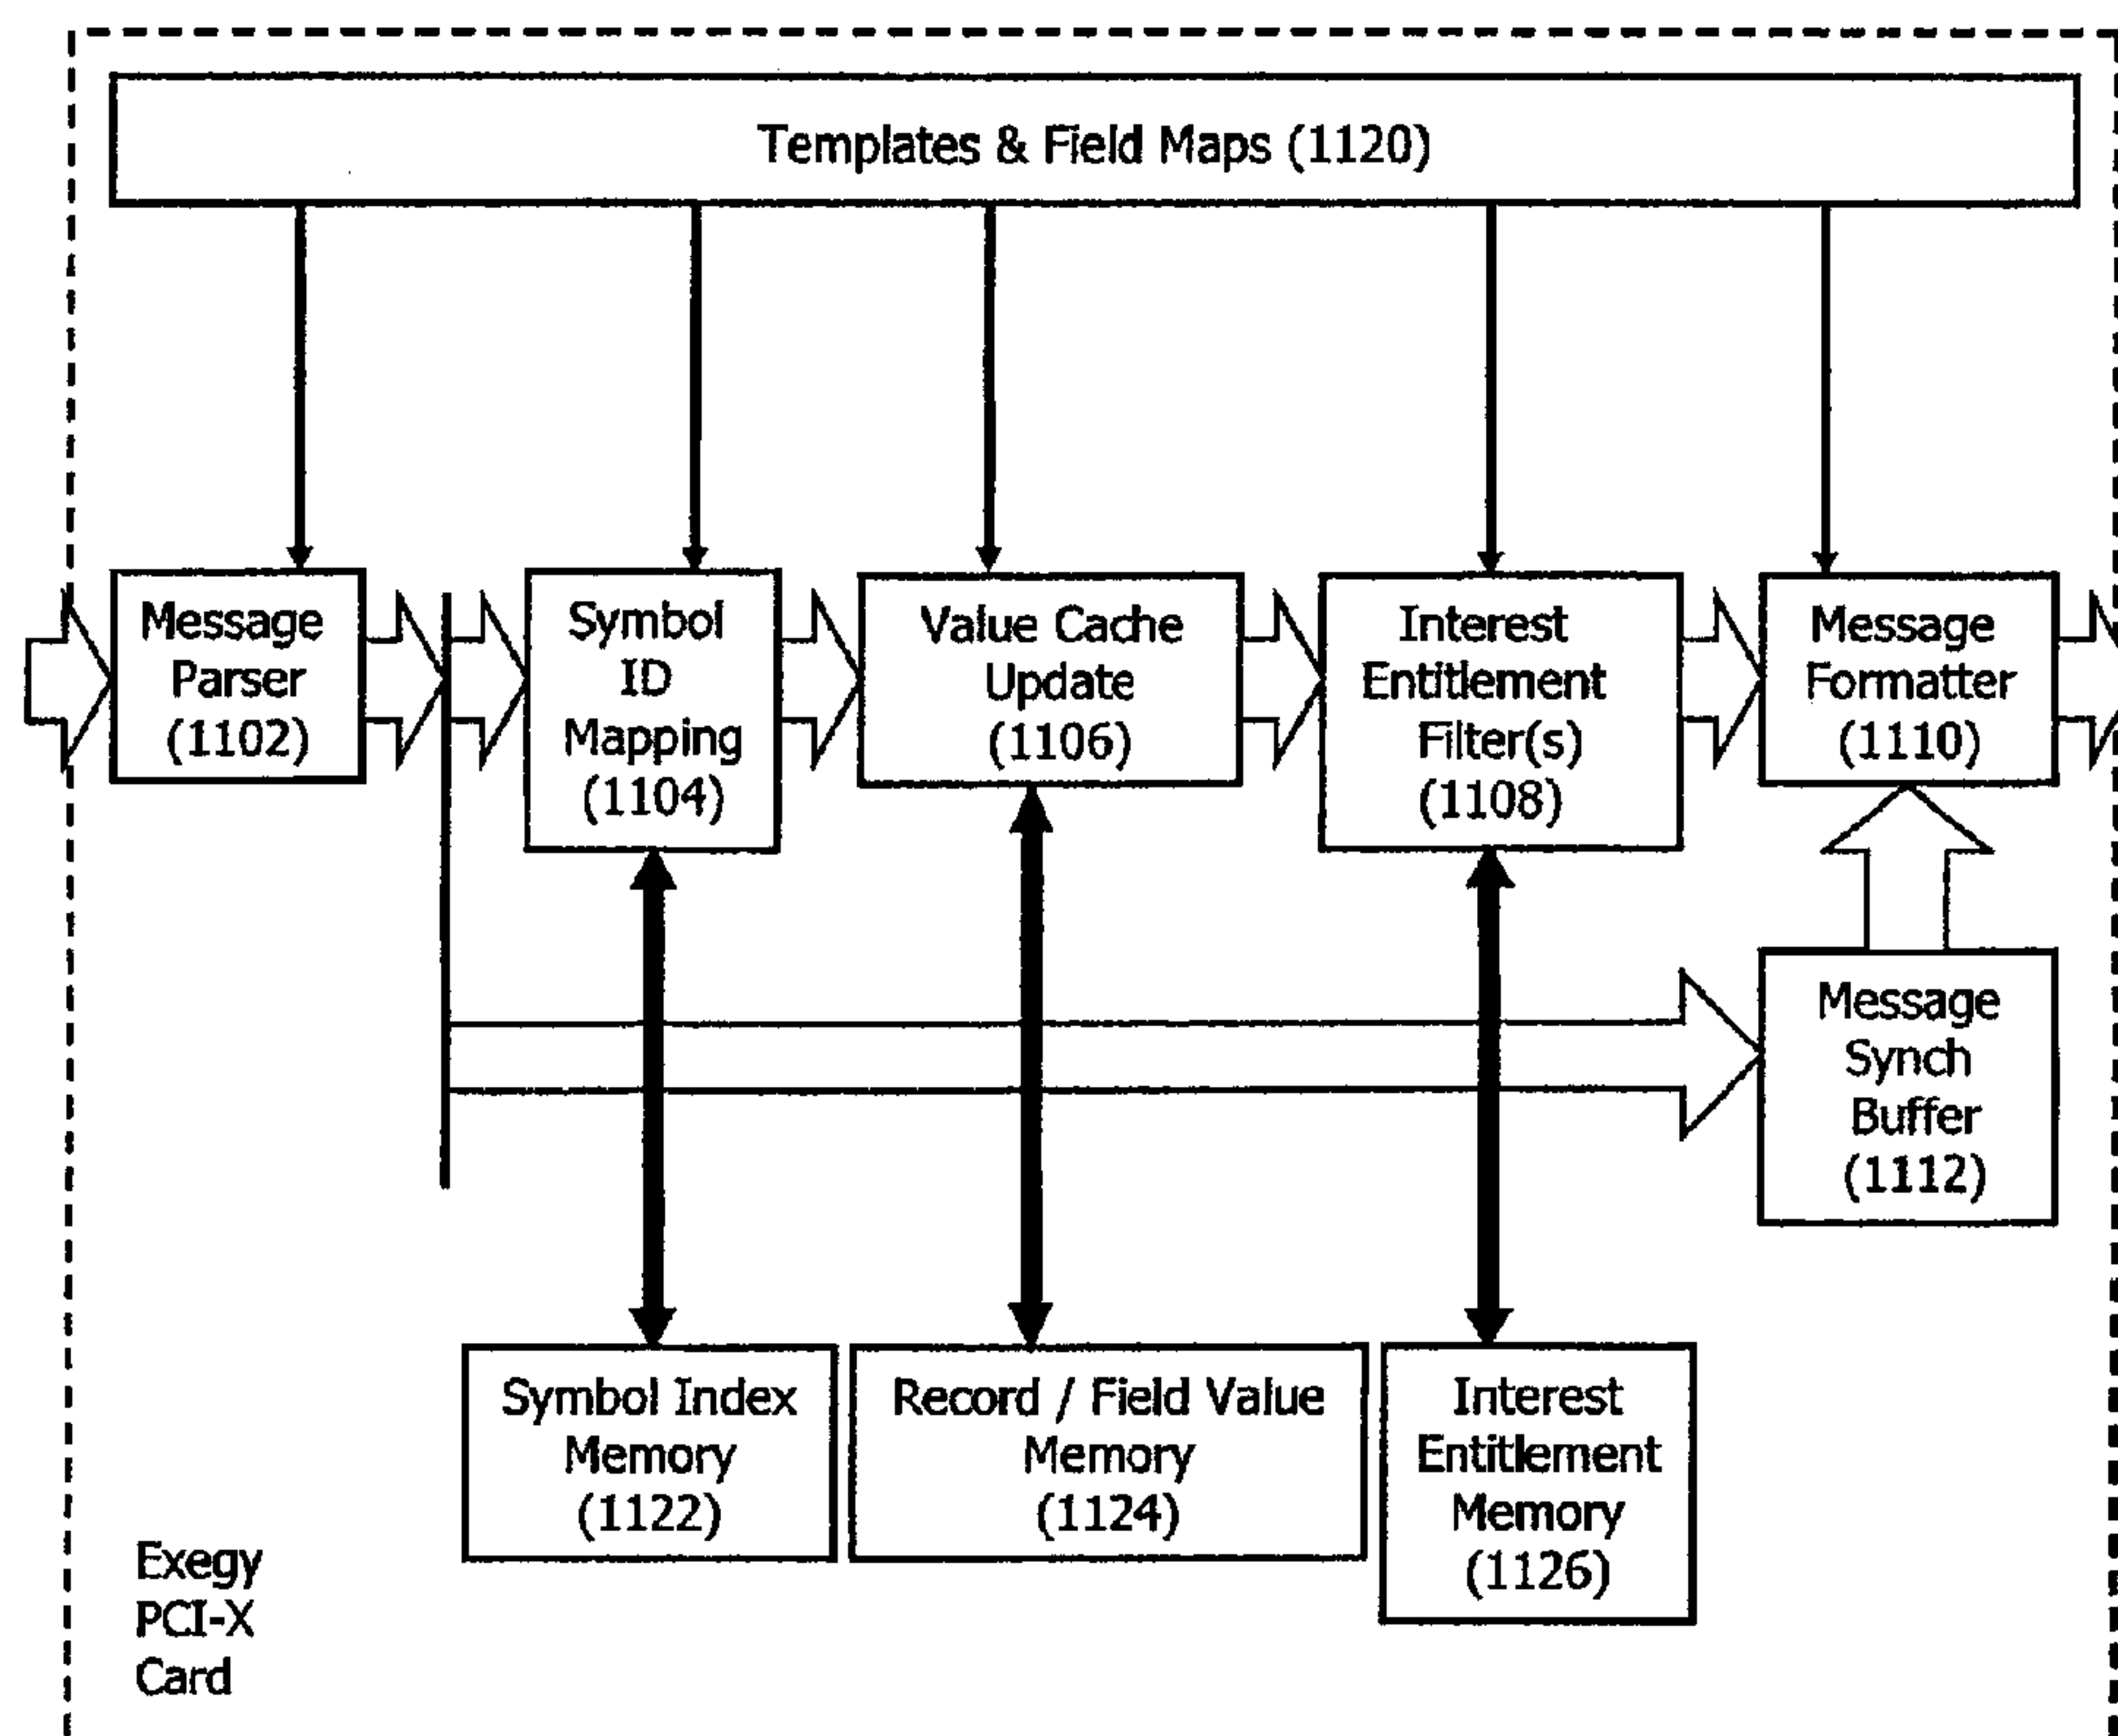 Templates & Field Maps (1120)
Message
Parser
(1102)
Symbol
ID
Mapping
(1104)
Value Cache
Update
(1106)
Interest
Entitlement
Filter(s)
(1108)
Message
Formatter
(1110)
Message
Synch
Buffer
(1112)
Symbol Index
Memory
(1122)
Record / Field Value
Memory
(1124)
Interest
Entitlement
Memory
(1126)
Exegy
PCI-X
Card